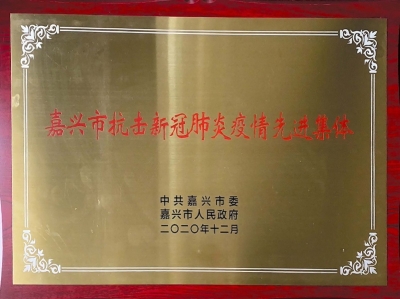 嘉兴市抗击新冠肺炎疫情先进集体
中共嘉兴市委
嘉兴市人民政府
二〇二〇年十二月